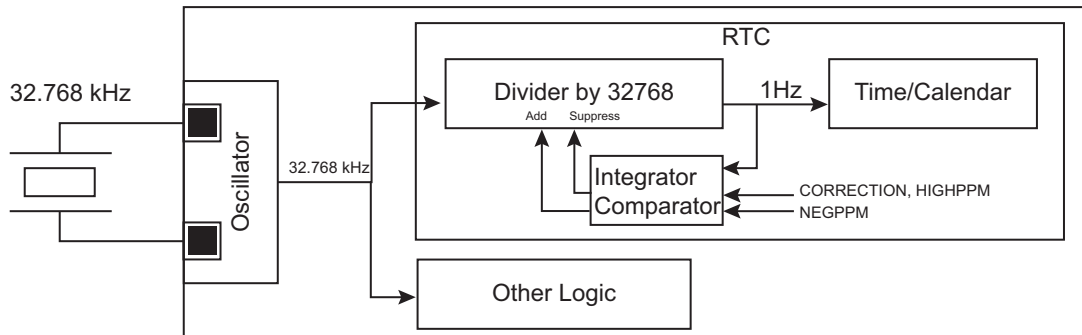 RTC
32.768 kHz
Divider by 32768
Add
Suppress
1Hz
Time/Calendar
Oscillator
32.768 kHz
Integrator
Comparator
CORRECTION, HIGHPPM
NEGPPM
Other Logic